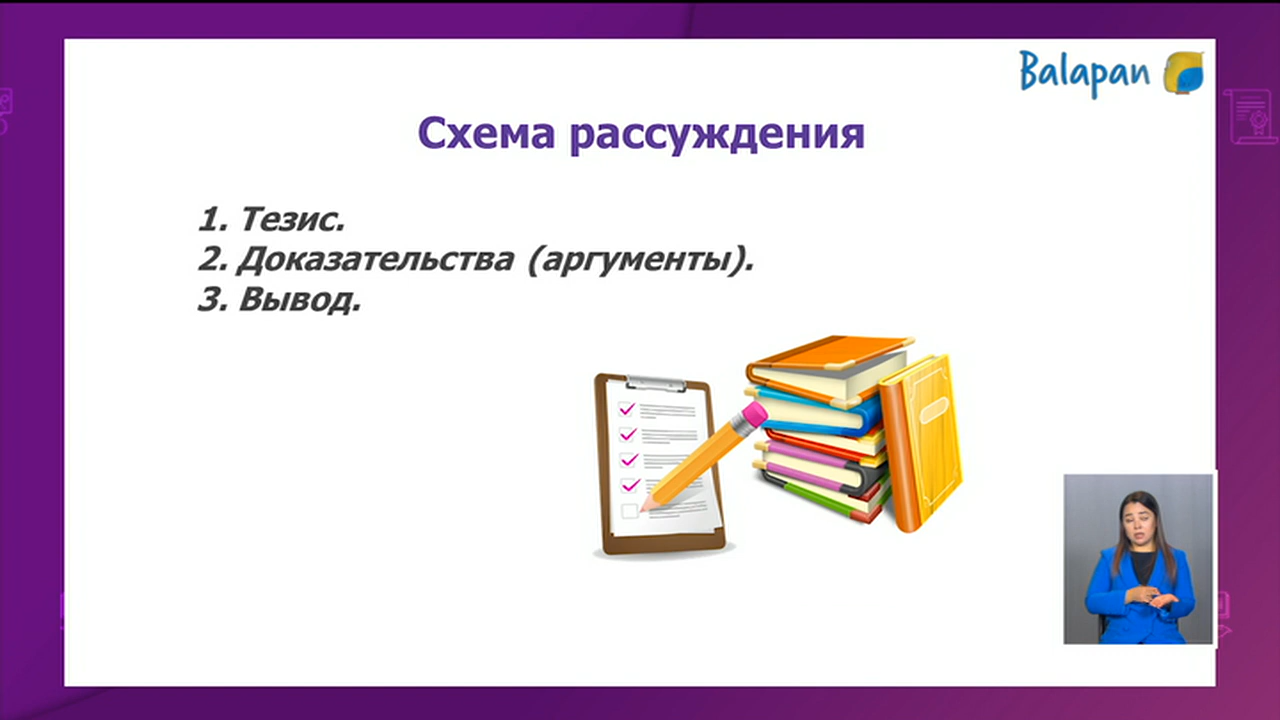 Balapan
Схема рассуждения
1. Тезис.
2. Доказательства (аргументы).
3. Вывод.